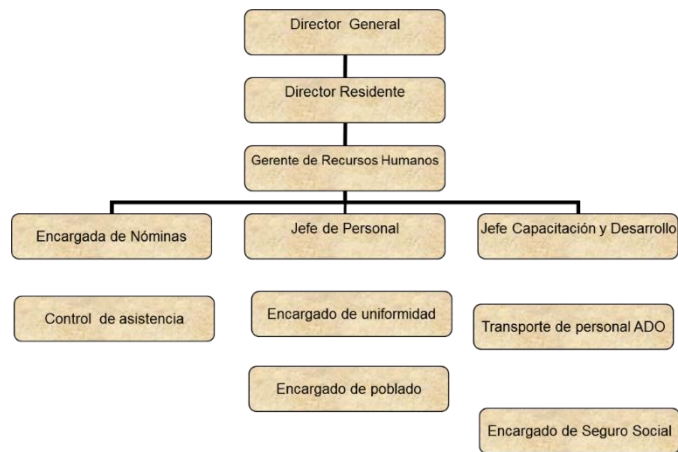 Director General
Director Residente
Gerente de Recursos Humanos
Encargada de Nóminas
Jefe de Personal
Jefe Capacitación y Desarrollo
Control de asistencia
Encargado de uniformidad
Transporte de personal ADO
Encargado de poblado
Encargado de Seguro Social